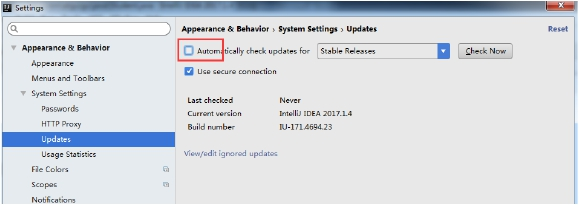 Settings
Appearance & Behavior
Appearance
Menus and Toolbars
System Settings
Passwords
HTTP Proxy
Updates
Usage Statistics
File Colors
Scopes
Notifications
Appearance & Behavior › System Settings › Updates
Reset
Automatically check updates for Stable Releases Check Now
Use secure connection
Last checked Never
Current version IntelliJ IDEA 2017.1.4
Build number IU-171.4694.23
View/edit ignored updates